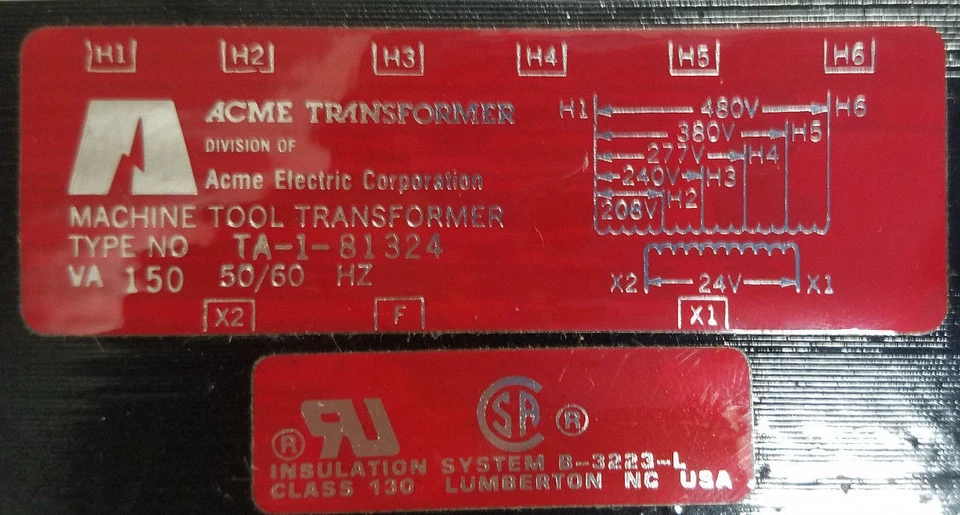 H1 H2 H3 H4 H5 H6
ACME TRANSFORMER
DIVISION OF
Acme Electric Corporation
MACHINE TOOL TRANSFORMER
TYPE NO TA-1-81324
VA 150 50/60 HZ
H1 480V H6
380V H5
277V H4
240V H3
208V H2
X2 24V X1
X2 F X1
® RU SA ®
INSULATION SYSTEM B-3223-L
CLASS 130 LUMBERTON NC USA